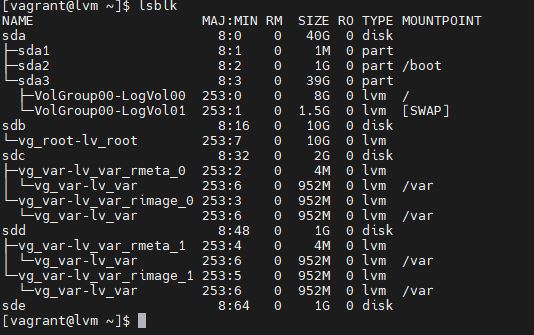 [vagrant@lvm ~]$ lsblk
NAME                       MAJ:MIN RM  SIZE RO TYPE MOUNTPOINT
sda                          8:0    0   40G  0 disk
├─sda1                       8:1    0    1M  0 part
├─sda2                       8:2    0    1G  0 part /boot
└─sda3                       8:3    0   39G  0 part
  ├─VolGroup00-LogVol00    253:0    0    8G  0 lvm  /
  └─VolGroup00-LogVol01    253:1    0  1.5G  0 lvm  [SWAP]
sdb                          8:16   0   10G  0 disk
└─vg_root-lv_root          253:7    0   10G  0 lvm
sdc                          8:32   0    2G  0 disk
├─vg_var-lv_var_rmeta_0    253:2    0    4M  0 lvm
│ └─vg_var-lv_var          253:6    0  952M  0 lvm  /var
└─vg_var-lv_var_rimage_0   253:3    0  952M  0 lvm
  └─vg_var-lv_var          253:6    0  952M  0 lvm  /var
sdd                          8:48   0    1G  0 disk
├─vg_var-lv_var_rmeta_1    253:4    0    4M  0 lvm
│ └─vg_var-lv_var          253:6    0  952M  0 lvm  /var
└─vg_var-lv_var_rimage_1   253:5    0  952M  0 lvm
  └─vg_var-lv_var          253:6    0  952M  0 lvm  /var
sde                          8:64   0    1G  0 disk
[vagrant@lvm ~]$